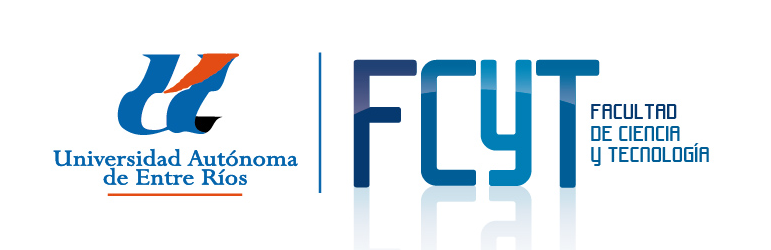 Universidad Autónoma
de Entre Ríos
FCYT
FACULTAD
DE CIENCIA
Y TECNOLOGÍA